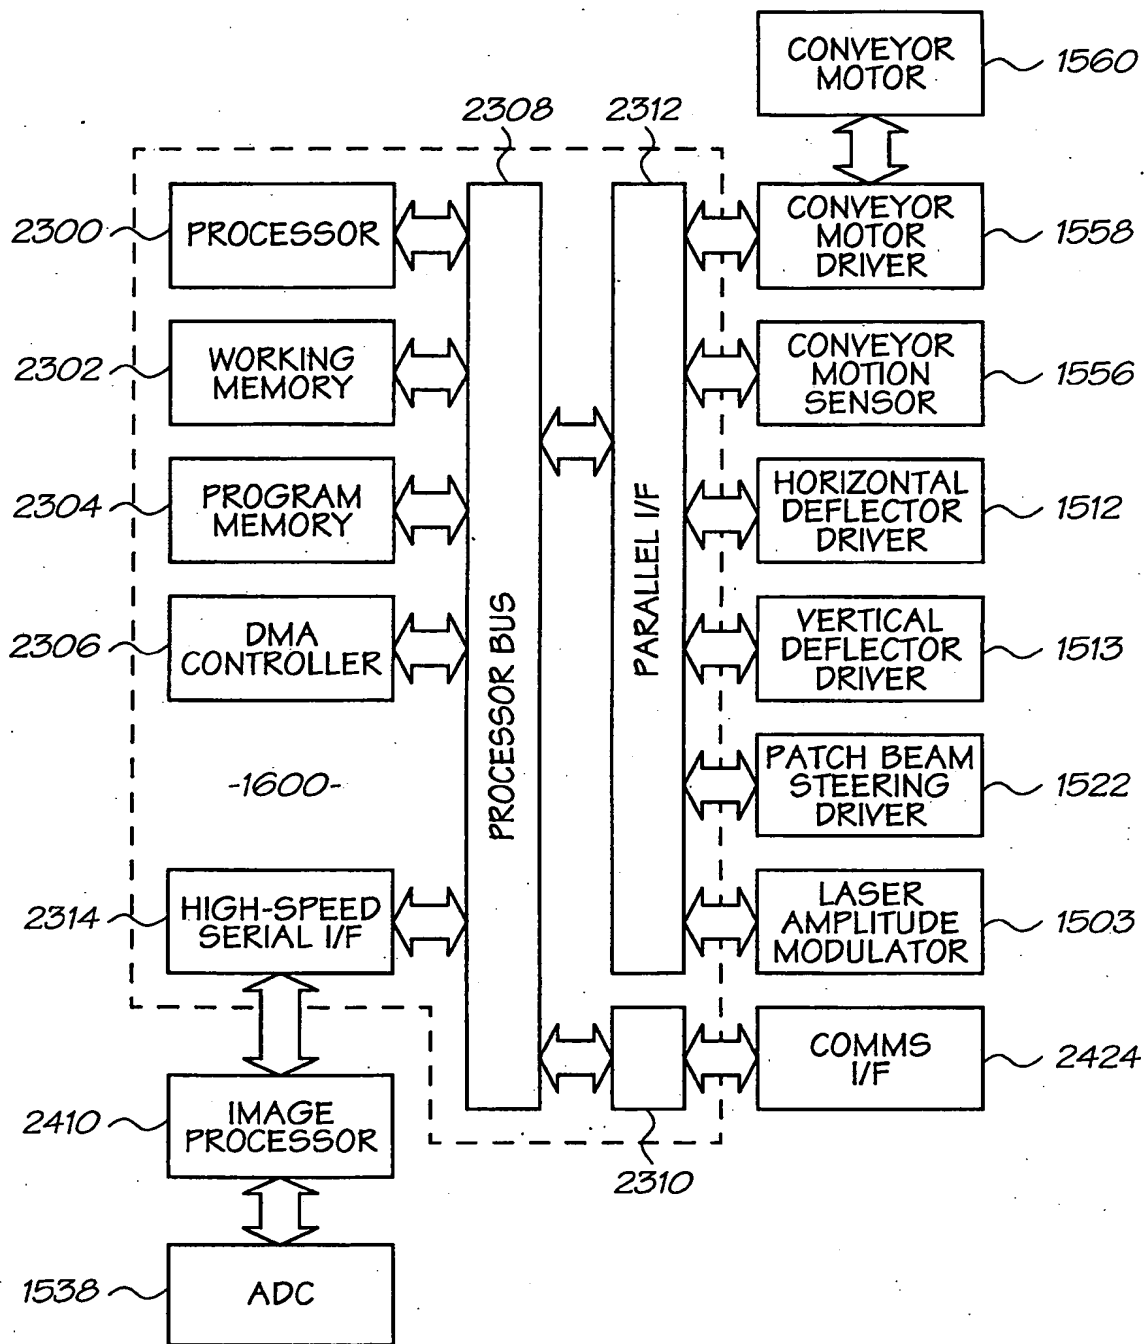 CONVEYOR
MOTOR
1560
2308
2312
2300
PROCESSOR
CONVEYOR
MOTOR
DRIVER
1558
2302
WORKING
MEMORY
CONVEYOR
MOTION
SENSOR
1556
2304
PROGRAM
MEMORY
HORIZONTAL
DEFLECTOR
DRIVER
1512
2306
DMA
CONTROLLER
PROCESSOR BUS
PARALLEL I/F
VERTICAL
DEFLECTOR
DRIVER
1513
-1600-
PATCH BEAM
STEERING
DRIVER
1522
2314
HIGH-SPEED
SERIAL I/F
LASER
AMPLITUDE
MODULATOR
1503
COMMS
I/F
2424
2410
IMAGE
PROCESSOR
2310
1538
ADC